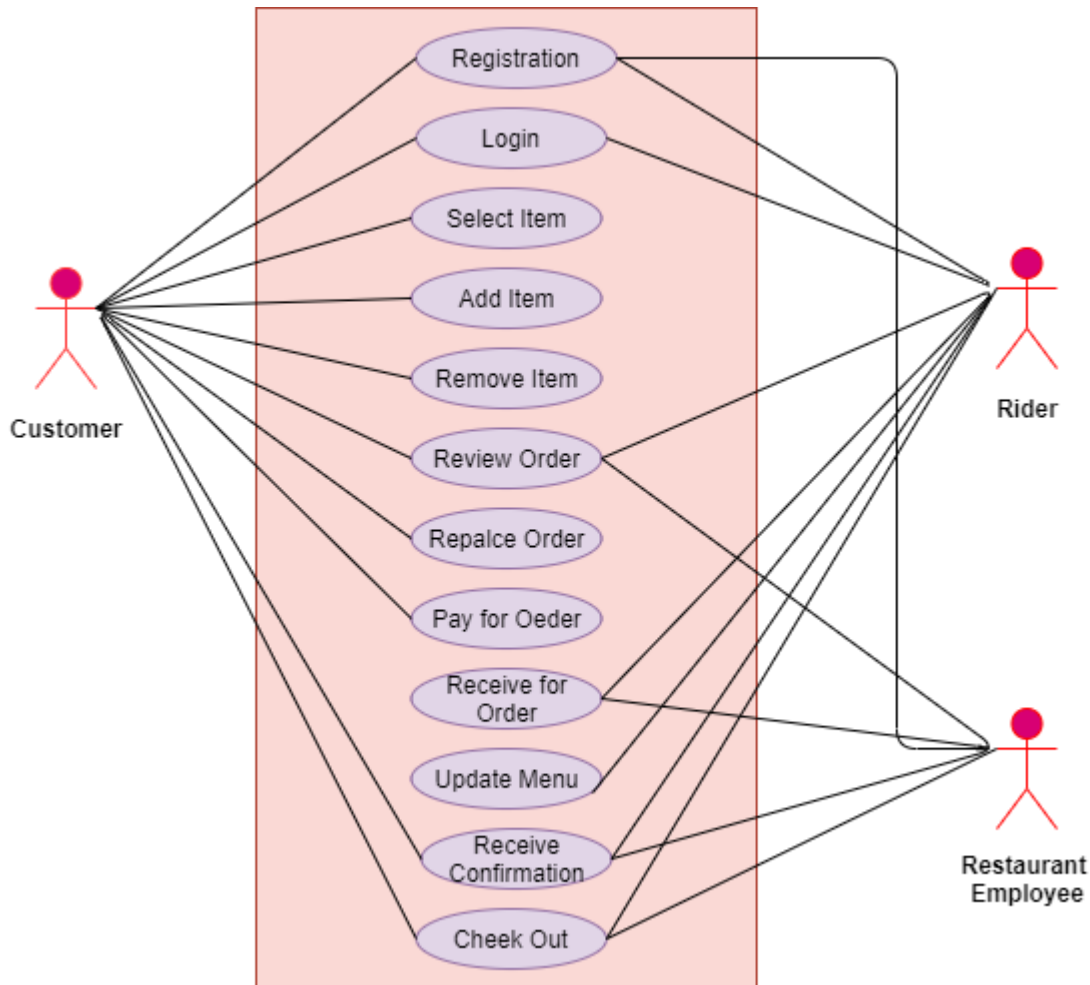 Registration
Login
Select Item
Add Item
Remove Item
Customer
Rider
Review Order
Repalce Order
Pay for Oeder
Receive for
Order
Update Menu
Receive
Confirmation
Restaurant
Employee
Cheek Out